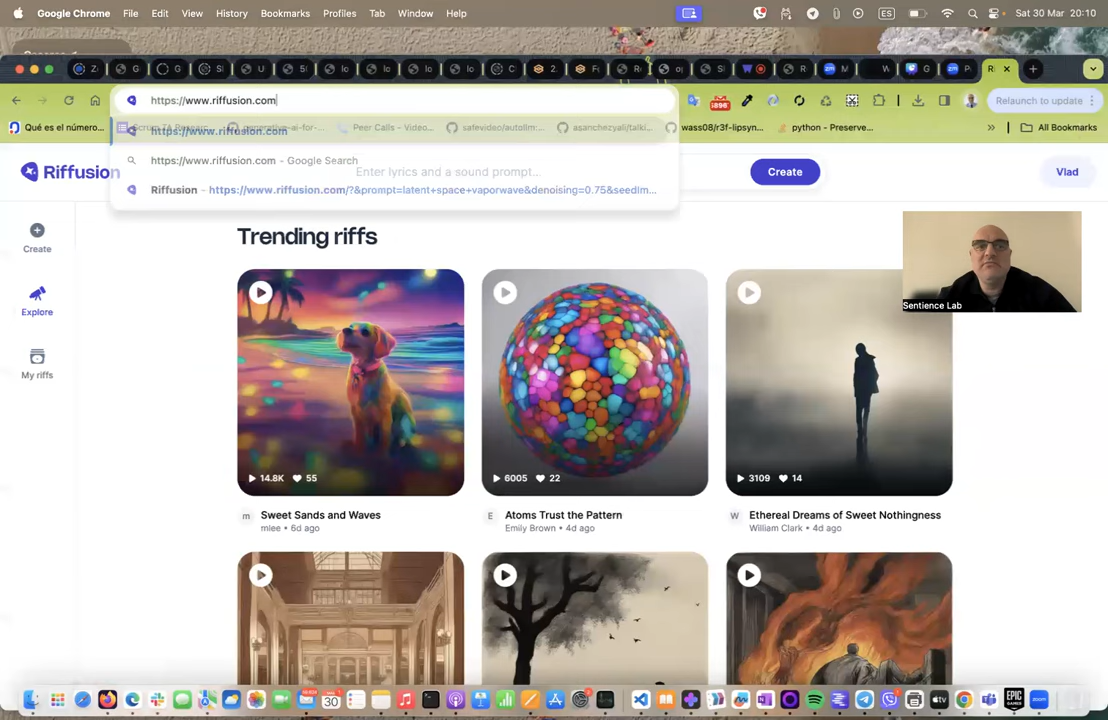 Google Chrome File Edit View History Bookmarks Profiles Tab Window Help ES Sat 30 Mar 20:10
https://www.riffusion.com
Relaunch to update
https://www.riffusion.com
Qué es el número...
Peer Calls – Video...
safevideo/autolim...
asanchezyali/talki...
wass08/r3f-lipsyn...
python - Preserve...
All Bookmarks
https://www.riffusion.com - Google Search
Riffusion
Enter lyrics and a sound prompt...
Create
Vlad
Riffusion - https://www.riffusion.com/?&prompt=latent+space+vaporwave&denoising=0.75&seedIm...
Create
Explore
My riffs
Trending riffs
Sentience Lab
14.8K 55
6005 22
3109 14
m Sweet Sands and Waves
mlee • 6d ago
E Atoms Trust the Pattern
Emily Brown • 4d ago
W Ethereal Dreams of Sweet Nothingness
William Clark • 4d ago